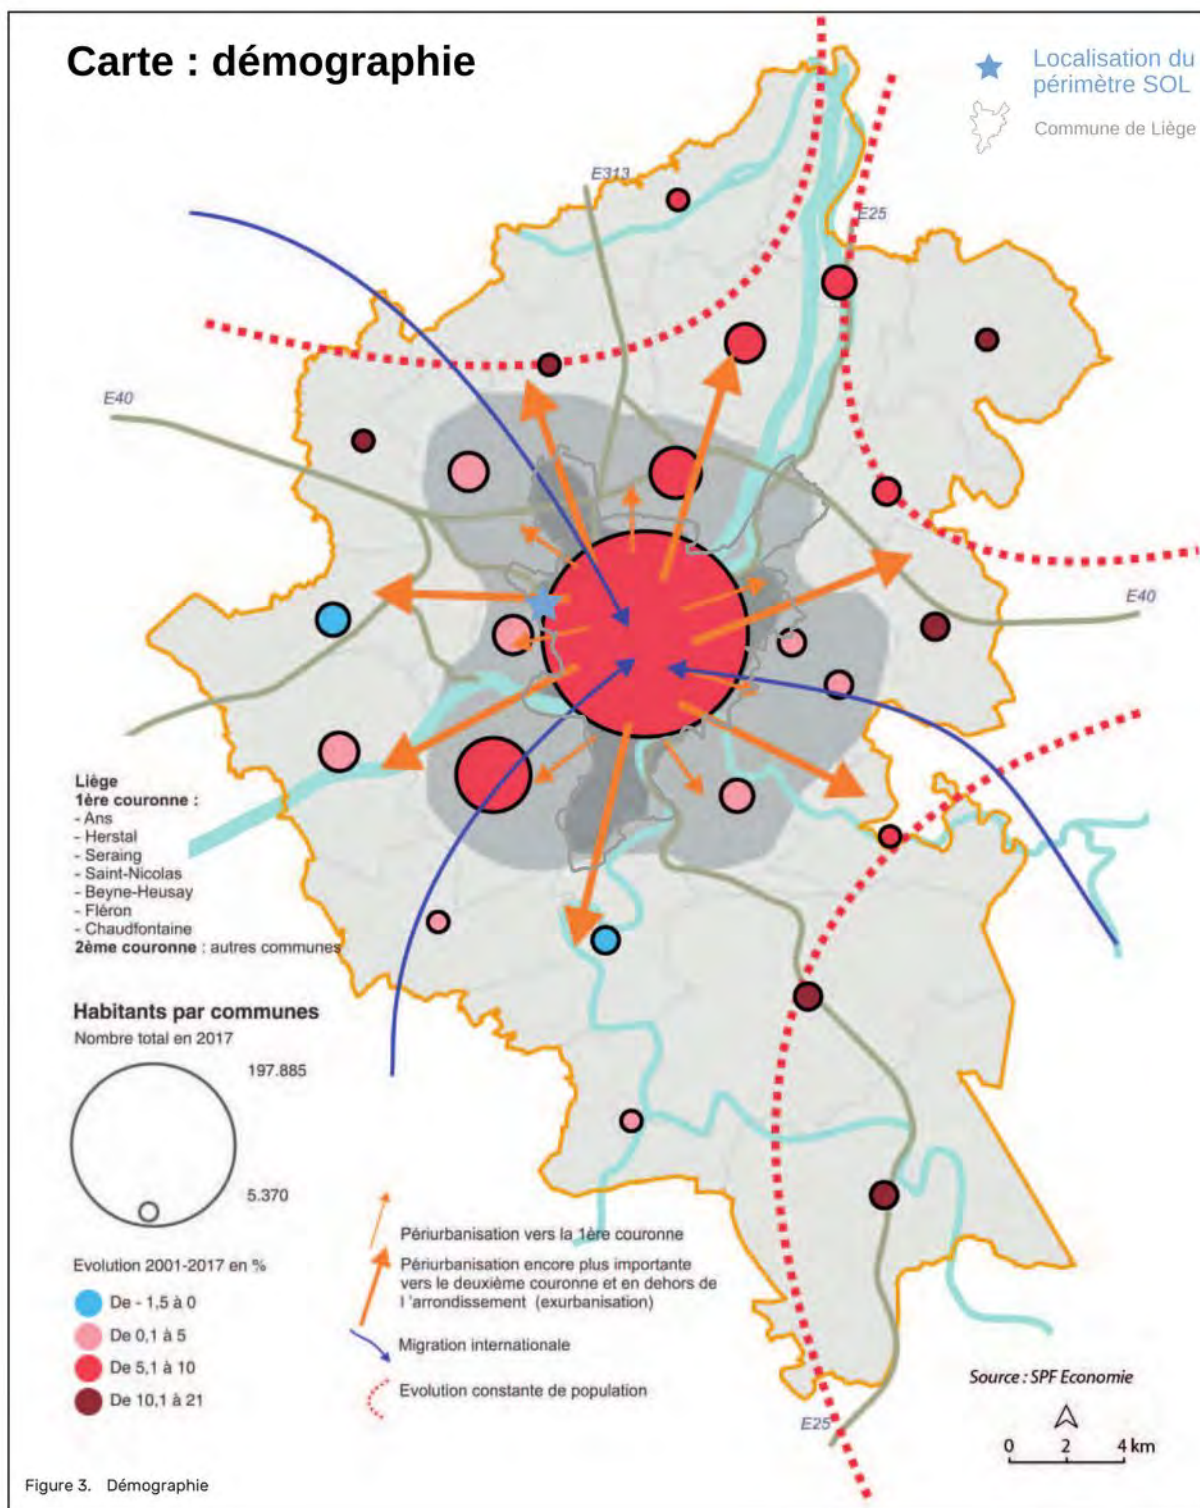 Carte : démographie
Localisation du
périmètre SOL
Commune de Liège
E313
E25
E40
E40
Liège
1ère couronne :
- Ans
- Herstal
- Seraing
- Saint-Nicolas
- Beyne-Heusay
- Fléron
- Chaudfontaine
2ème couronne : autres communes
Habitants par communes
Nombre total en 2017
197.885
5.370
Evolution 2001-2017 en %
De - 1,5 à 0
De 0,1 à 5
De 5,1 à 10
De 10,1 à 21
Périurbanisation vers la 1ère couronne
Périurbanisation encore plus importante
vers le deuxième couronne et en dehors de
l 'arrondissement (exurbanisation)
Migration internationale
Evolution constante de population
E25
Source : SPF Economie
0 2 4 km
Figure 3. Démographie